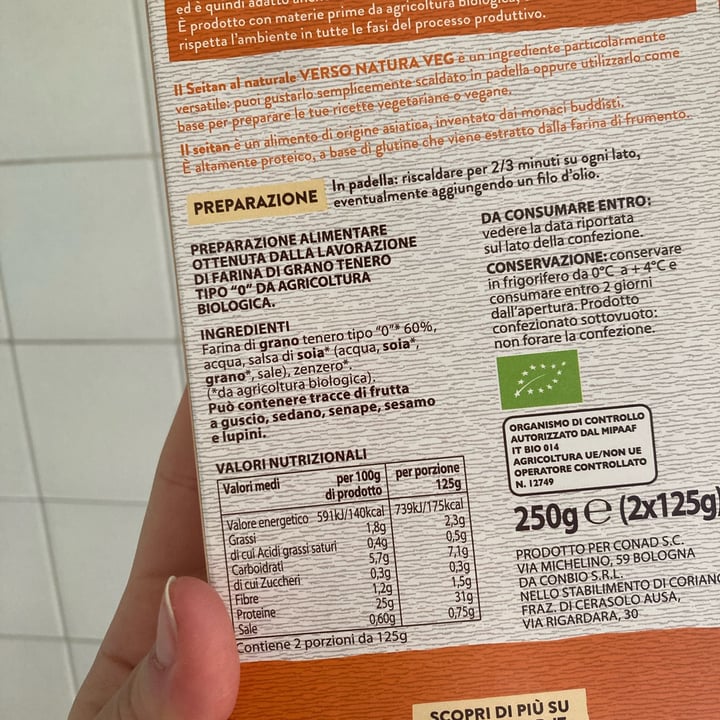 ed è quindi adatto anche
È prodotto con materie prime da agricoltura biologica,
rispetta l'ambiente in tutte le fasi del processo produttivo.
Il Seitan al naturale VERSO NATURA VEG è un ingrediente particolarmente
versatile: puoi gustarlo semplicemente scaldato in padella oppure utilizzarlo come
base per preparare le tue ricette vegetariane o vegane.
Il seitan è un alimento di origine asiatica, inventato dai monaci buddisti.
È altamente proteico, a base di glutine che viene estratto dalla farina di frumento.
PREPARAZIONE
In padella: riscaldare per 2/3 minuti su ogni lato,
eventualmente aggiungendo un filo d'olio.
PREPARAZIONE ALIMENTARE
OTTENUTA DALLA LAVORAZIONE
DI FARINA DI GRANO TENERO
TIPO "0" DA AGRICOLTURA
BIOLOGICA.
INGREDIENTI
Farina di grano tenero tipo "0"* 60%,
acqua, salsa di soia* (acqua, soia*,
grano*, sale), zenzero*.
(*da agricoltura biologica).
Può contenere tracce di frutta
a guscio, sedano, senape, sesamo
e lupini.
VALORI NUTRIZIONALI
Valori medi per 100g di prodotto per porzione 125g
Valore energetico 591kJ/140kcal 739kJ/175kcal
Grassi 1,8g 2,3g
di cui Acidi grassi saturi 0,4g 0,5g
Carboidrati 5,7g 7,1g
di cui Zuccheri 0,3g 0,3g
Fibre 1,2g 1,5g
Proteine 25g 31g
Sale 0,60g 0,75g
Contiene 2 porzioni da 125g
DA CONSUMARE ENTRO:
vedere la data riportata
sul lato della confezione.
CONSERVAZIONE: conservare
in frigorifero da 0°C a +4°C e
consumare entro 2 giorni
dall'apertura. Prodotto
confezionato sottovuoto:
non forare la confezione.
ORGANISMO DI CONTROLLO
AUTORIZZATO DAL MIPAAF
IT BIO 014
AGRICOLTURA UE/NON UE
OPERATORE CONTROLLATO
N. 12749
250g e (2x125g)
PRODOTTO PER CONAD S.C.
VIA MICHELINO, 59 BOLOGNA
DA CONBIO S.R.L.
NELLO STABILIMENTO DI CORIANO
FRAZ. DI CERASOLO AUSA,
VIA RIGARDARA, 30
SCOPRI DI PIÙ SU